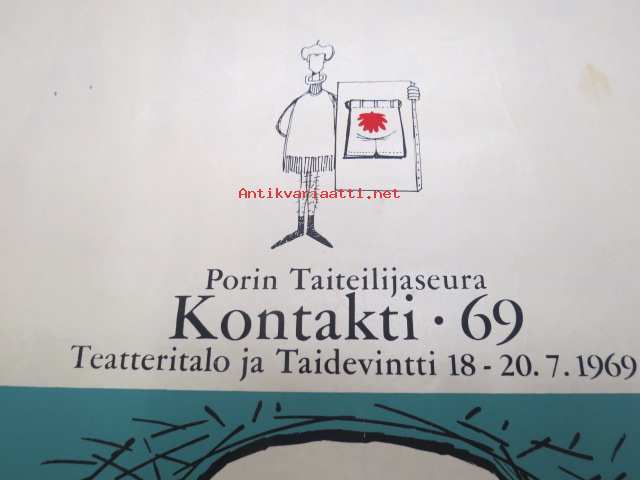 Antikvariaatti.net
Porin Taiteilijaseura
Kontakti · 69
Teatteritalo ja Taidevintti 18 - 20. 7. 1969